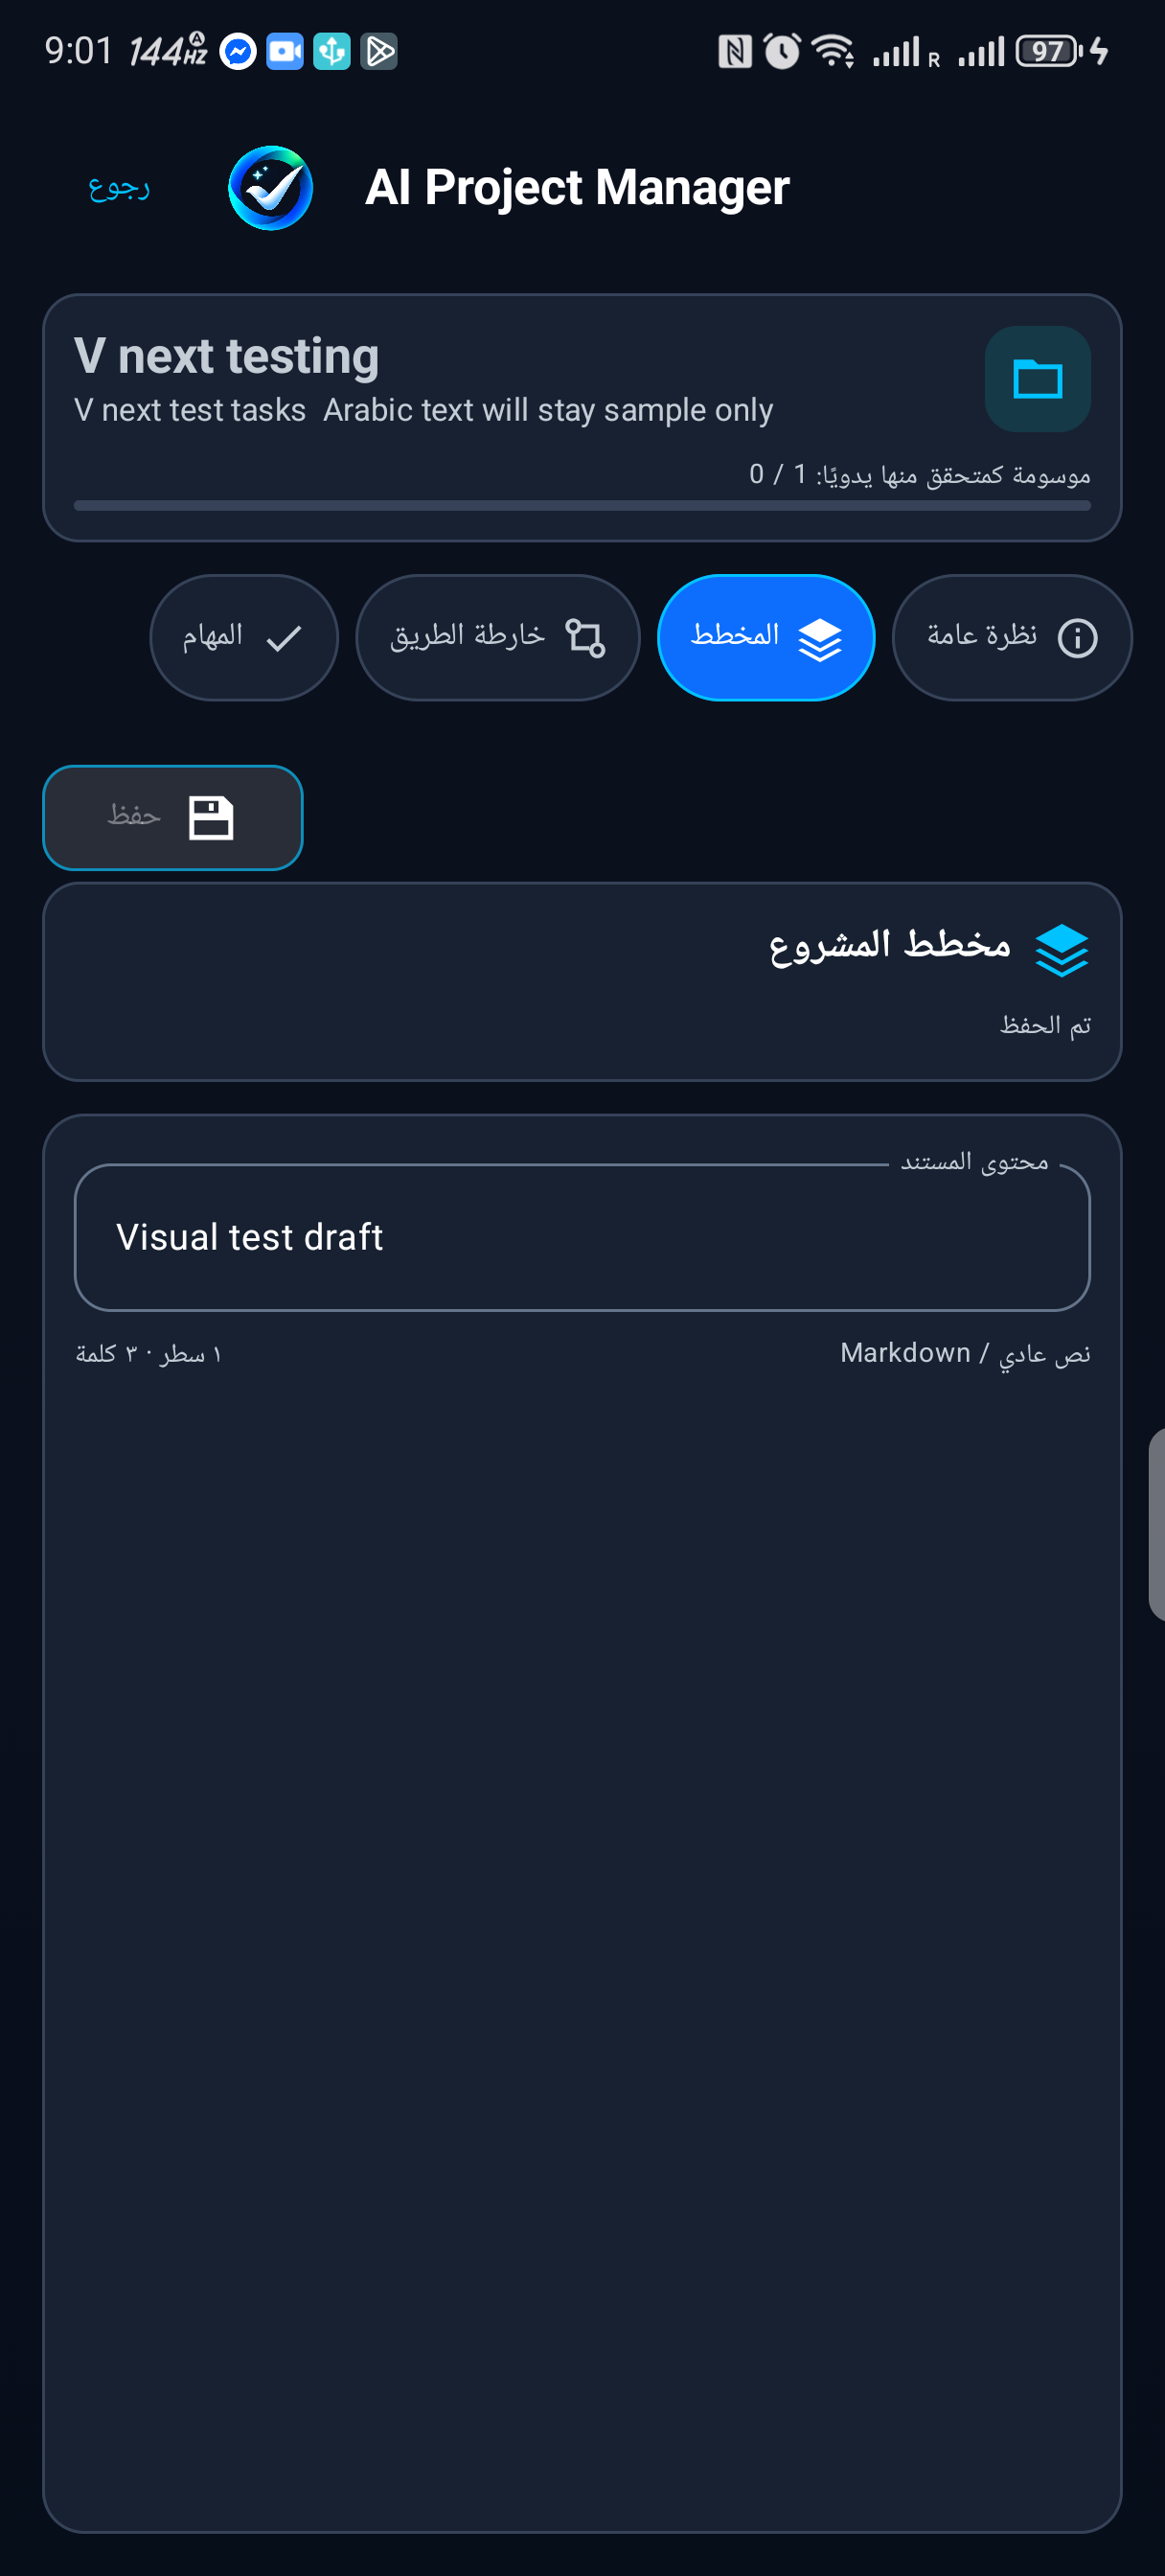 9:01 144HZ A R 97
رجوع AI Project Manager
V next testing
V next test tasks  Arabic text will stay sample only
موسومة كمتحقق منها يدويًا: 1 / 0
نظرة عامة المخطط خارطة الطريق المهام
حفظ
مخطط المشروع
تم الحفظ
محتوى المستند
Visual test draft
نص عادي / Markdown
١ سطر · ٣ كلمة